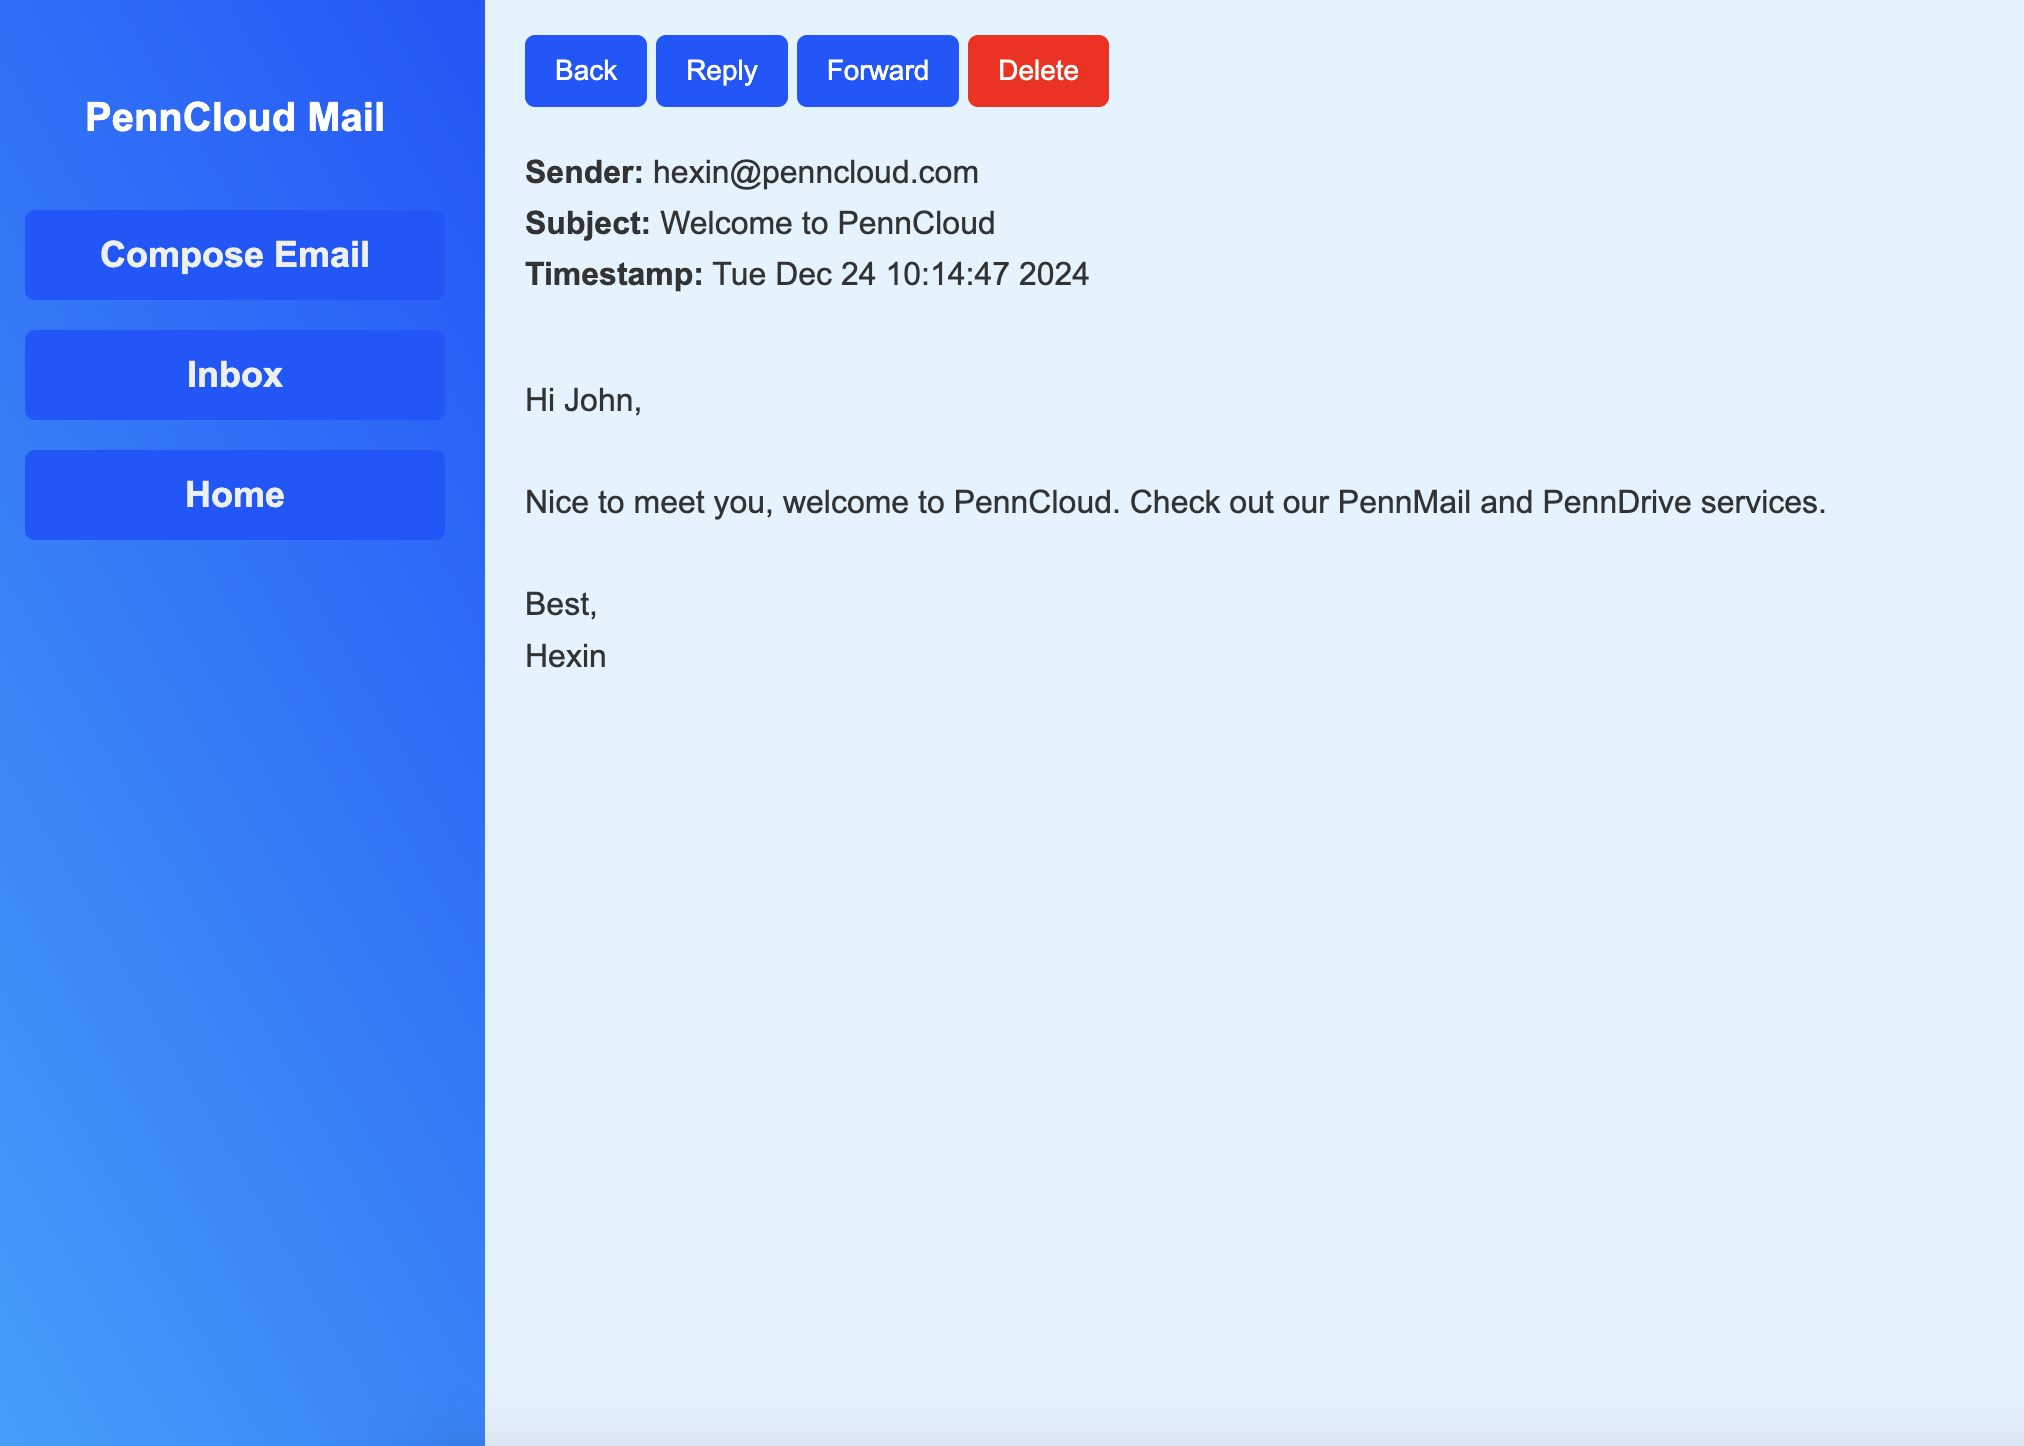 PennCloud Mail
Compose Email
Inbox
Home
Back Reply Forward Delete
Sender: hexin@penncloud.com
Subject: Welcome to PennCloud
Timestamp: Tue Dec 24 10:14:47 2024
Hi John,
Nice to meet you, welcome to PennCloud. Check out our PennMail and PennDrive services.
Best,
Hexin